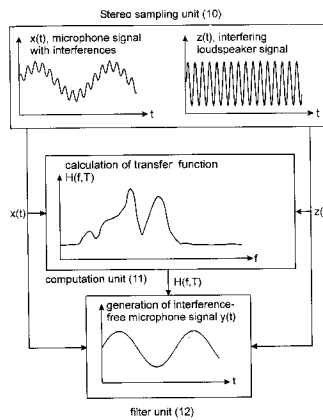 Stereo sampling unit (10)
x(t), microphone signal
with interferences
t
z(t), interfering
loudspeaker signal
t
calculation of transfer function
H(f,T)
f
x(t)
z(
computation unit (11)
H(f,T)
generation of interference-
free microphone signal y(t)
t
filter unit (12)